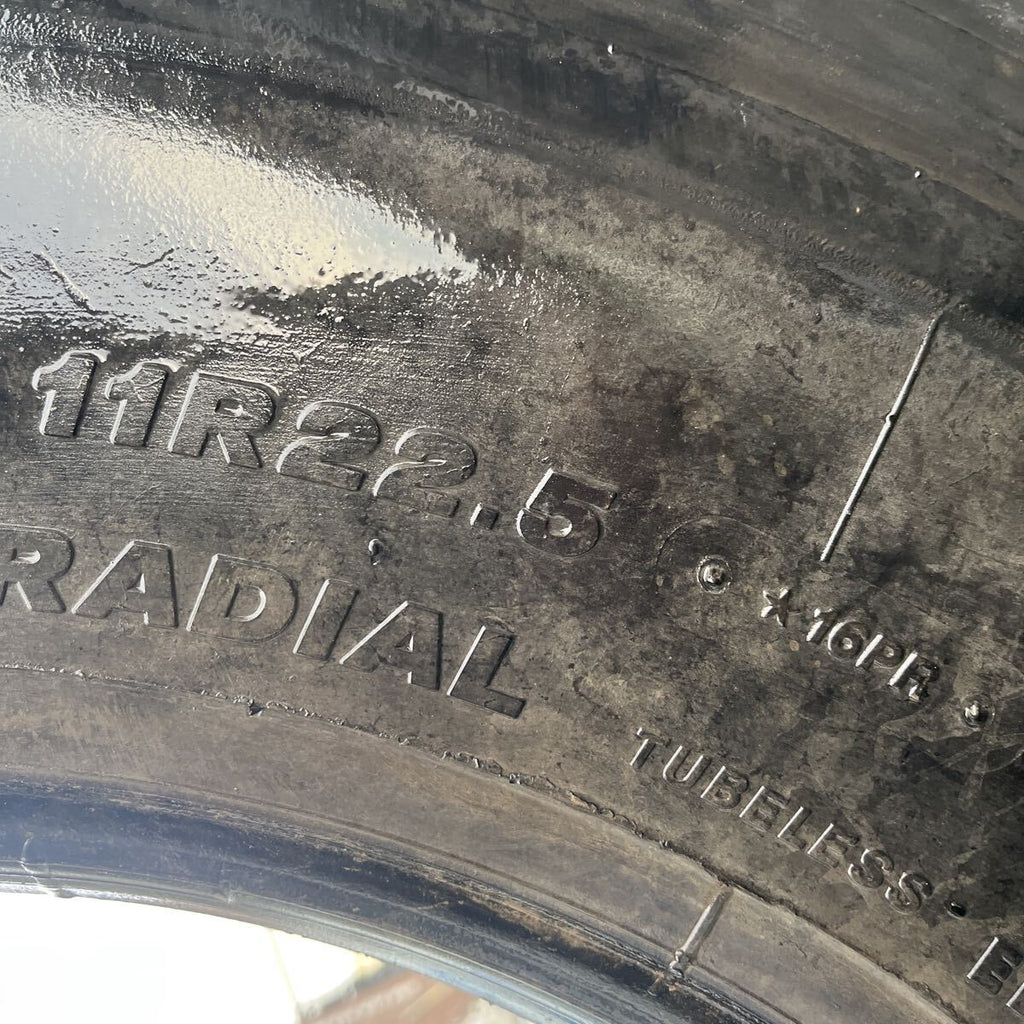 11R22.5
RADIAL
★16PR
TUBELESS